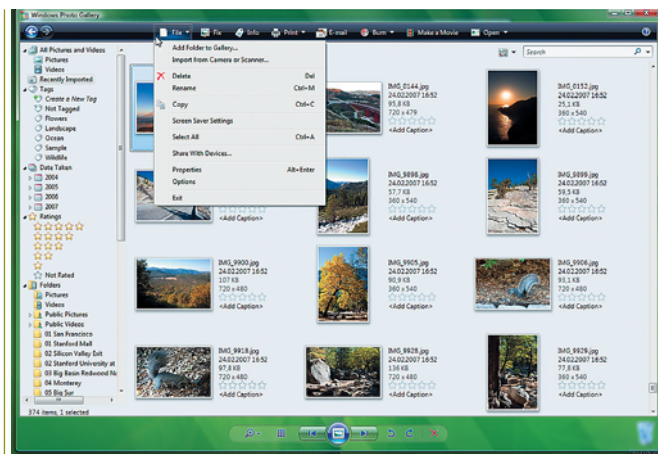 Windows Photo Gallery
File Fix Info Print E-mail Burn Make a Movie Open
Add Folder to Gallery...
Import from Camera or Scanner...
Delete Del
Rename Ctrl+M
Copy Ctrl+C
Screen Saver Settings
Select All Ctrl+A
Share With Devices...
Properties Alt+Enter
Options
Exit
Search
All Pictures and Videos
Pictures
Videos
Recently Imported
Tags
Create a New Tag
Not Tagged
Flowers
Landscape
Ocean
Sample
Wildlife
Date Taken
2004
2005
2006
2007
Ratings
Not Rated
Folders
Pictures
Videos
Public Pictures
Public Videos
01 San Francisco
01 Stanford Mall
02 Silicon Valley Exit
02 Stanford University at
03 Big Basin Redwood Na
04 Monterey
05 Big Sur
IMG_0144.jpg
24.02.2007 16:52
95,8 KB
720 x 479
<Add Caption>
IMG_0152.jpg
24.02.2007 16:52
25,1 KB
360 x 540
<Add Caption>
<Add Caption>
IMG_9898.jpg
24.02.2007 16:52
57,7 KB
360 x 540
<Add Caption>
IMG_9899.jpg
24.02.2007 16:52
59,5 KB
360 x 540
<Add Caption>
IMG_9900.jpg
24.02.2007 16:52
107 KB
720 x 480
<Add Caption>
IMG_9905.jpg
24.02.2007 16:52
90,9 KB
360 x 540
<Add Caption>
IMG_9906.jpg
24.02.2007 16:52
93,1 KB
720 x 480
<Add Caption>
IMG_9918.jpg
24.02.2007 16:52
97,8 KB
720 x 480
<Add Caption>
IMG_9928.jpg
24.02.2007 16:52
136 KB
720 x 480
<Add Caption>
IMG_9929.jpg
24.02.2007 16:52
77,8 KB
360 x 540
<Add Caption>
374 items, 1 selected